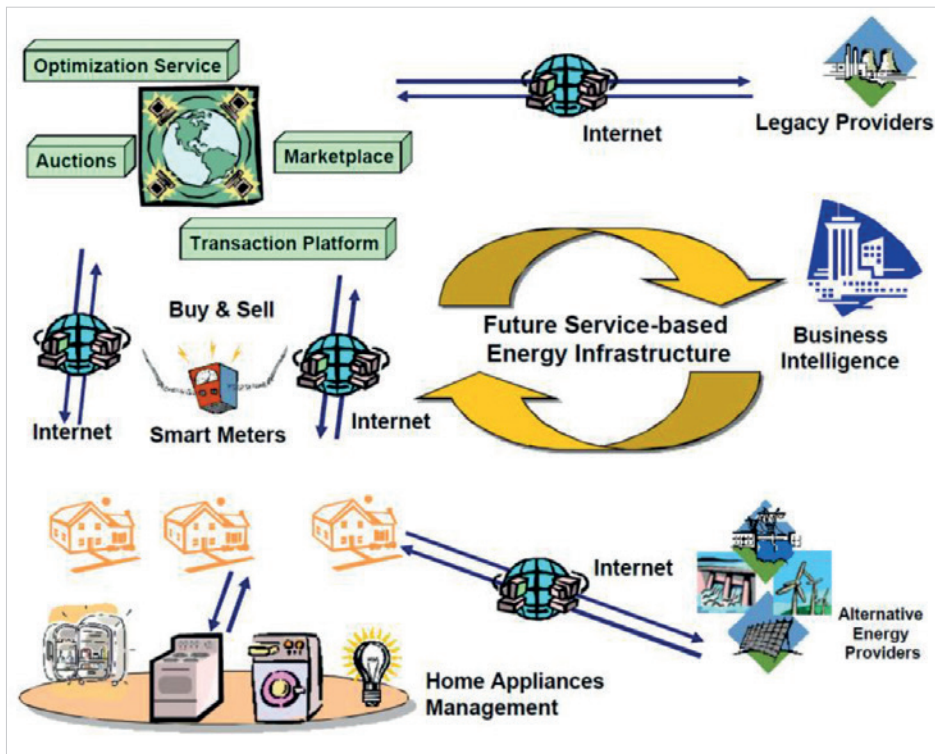 Optimization Service
Auctions
Marketplace
Transaction Platform
Internet
Legacy Providers
Buy & Sell
Internet
Smart Meters
Internet
Future Service-based
Energy Infrastructure
Business
Intelligence
Internet
Alternative
Energy
Providers
Home Appliances
Management